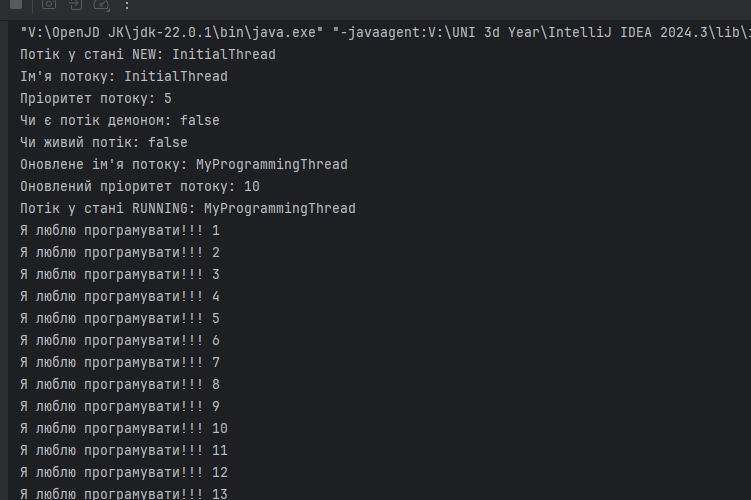 "V:\OpenJD JK\jdk-22.0.1\bin\java.exe" "-javaagent:V:\UNI 3d Year\IntelliJ IDEA 2024.3\lib\
Потік у стані NEW: InitialThread
Ім'я потоку: InitialThread
Пріоритет потоку: 5
Чи є потік демоном: false
Чи живий потік: false
Оновлене ім'я потоку: MyProgrammingThread
Оновлений пріоритет потоку: 10
Потік у стані RUNNING: MyProgrammingThread
Я люблю програмувати!!! 1
Я люблю програмувати!!! 2
Я люблю програмувати!!! 3
Я люблю програмувати!!! 4
Я люблю програмувати!!! 5
Я люблю програмувати!!! 6
Я люблю програмувати!!! 7
Я люблю програмувати!!! 8
Я люблю програмувати!!! 9
Я люблю програмувати!!! 10
Я люблю програмувати!!! 11
Я люблю програмувати!!! 12
Я люблю програмувати!!! 13